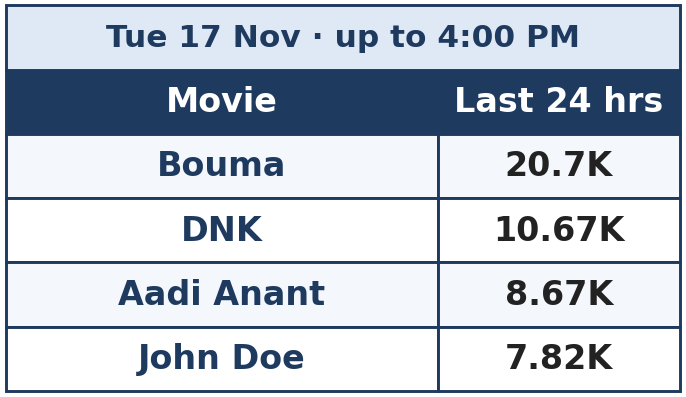 Tue 17 Nov · up to 4:00 PM
Movie Last 24 hrs
Bouma 20.7K
DNK 10.67K
Aadi Anant 8.67K
John Doe 7.82K